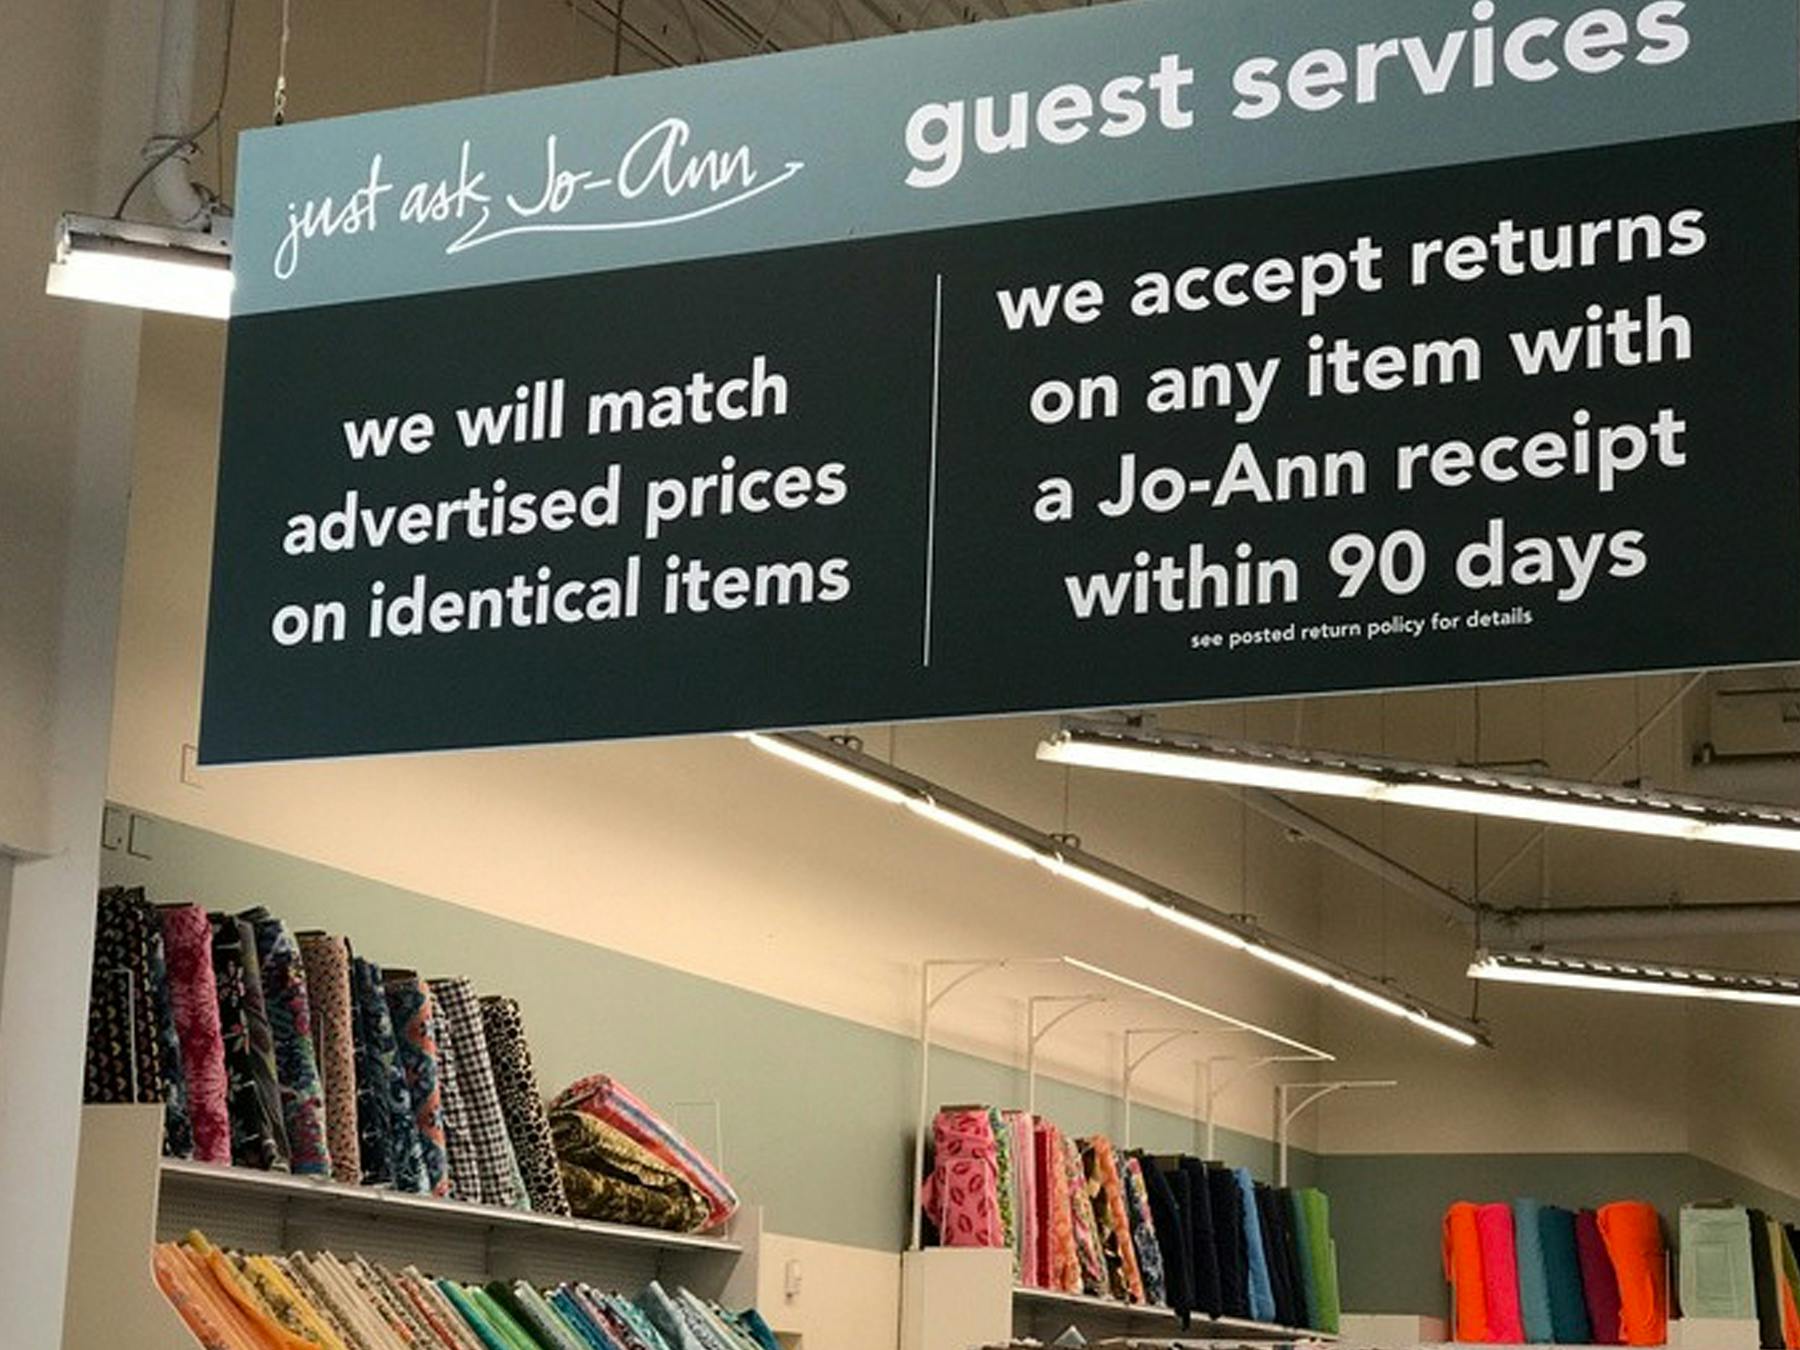 just ask Jo-Ann
guest services
we will match
advertised prices
on identical items
we accept returns
on any item with
a Jo-Ann receipt
within 90 days
see posted return policy for details